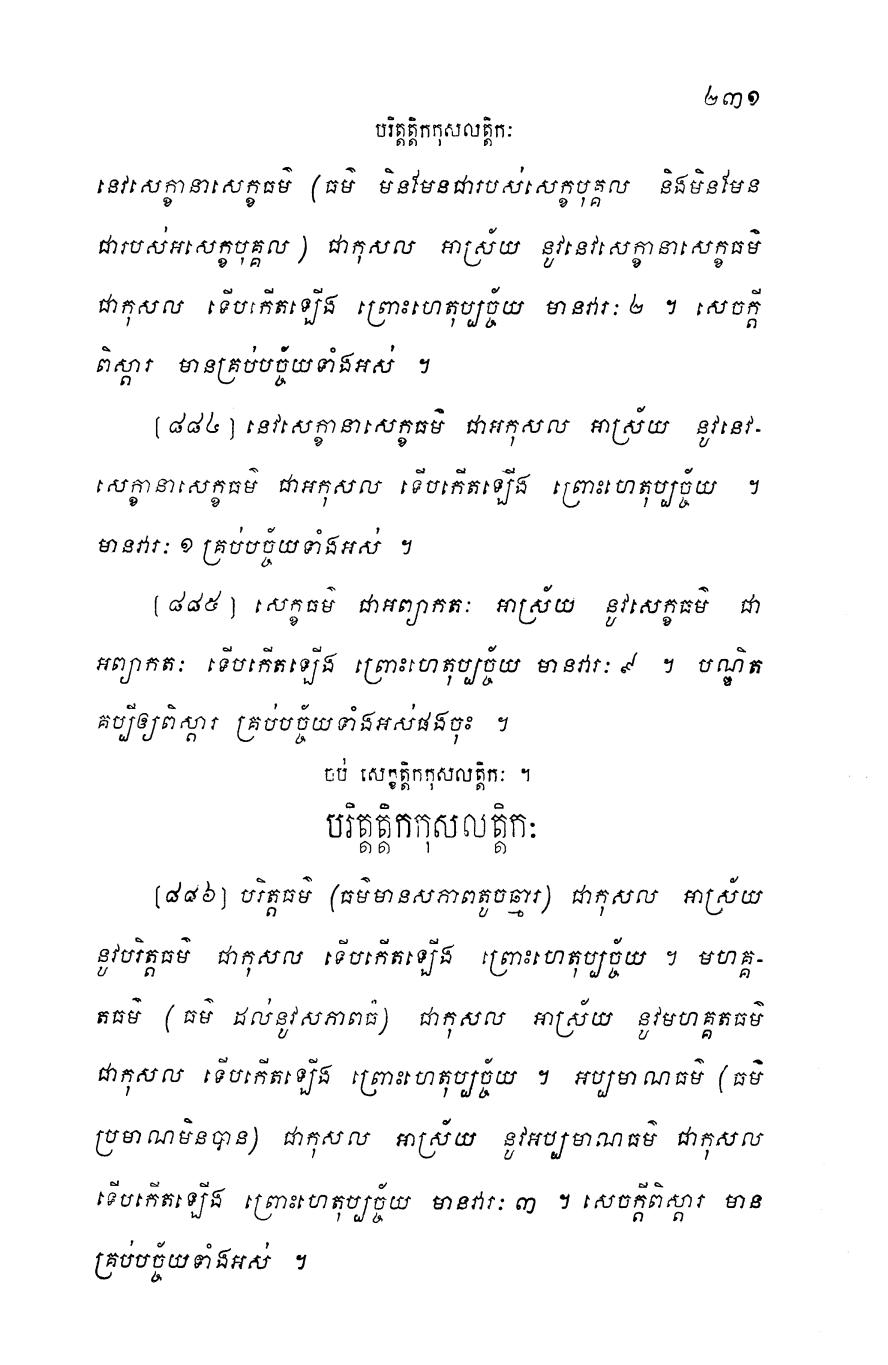 ២៣១
បរិត្តត្តិកកុសលត្តិកៈ
នេវសេក្ខានាសេក្ខធម៌ (ធម៌ មិនមែនជារបស់សេក្ខបុគ្គល និងមិនមែន
ជារបស់អសេក្ខបុគ្គល) ជាកុសល អាស្រ័យ នូវនេវសេក្ខានាសេក្ខធម៌
ជាកុសល ទើបកើតឡើង ព្រោះហេតុប្បច្ច័យ មានវារៈ ២ ។ សេចក្តី
ពិស្តារ មានគ្រប់បច្ច័យទាំងអស់ ។
[៨៨៤] នេវសេក្ខានាសេក្ខធម៌ ជាអកុសល អាស្រ័យ នូវនេវ-
សេក្ខានាសេក្ខធម៌ ជាអកុសល ទើបកើតឡើង ព្រោះហេតុប្បច្ច័យ ។
មានវារៈ ១ គ្រប់បច្ច័យទាំងអស់ ។
[៨៨៥] សេក្ខធម៌ ជាអព្យាកតៈ អាស្រ័យ នូវសេក្ខធម៌ ជា
អព្យាកតៈ ទើបកើតឡើង ព្រោះហេតុប្បច្ច័យ មានវារៈ ៩ ។ បណ្ឌិត
គប្បីឲ្យពិស្តារ គ្រប់បច្ច័យទាំងអស់ផងចុះ ។
ចប់ សេក្ខត្តិកកុសលត្តិកៈ ។
បរិត្តត្តិកកុសលត្តិកៈ
[៨៨៦] បរិត្តធម៌ (ធម៌មានសភាពតូចឆ្មារ) ជាកុសល អាស្រ័យ
នូវបរិត្តធម៌ ជាកុសល ទើបកើតឡើង ព្រោះហេតុប្បច្ច័យ ។ មហគ្គ-
តធម៌ (ធម៌ ដល់នូវសភាពធំ) ជាកុសល អាស្រ័យ នូវមហគ្គតធម៌
ជាកុសល ទើបកើតឡើង ព្រោះហេតុប្បច្ច័យ ។ អប្បមាណធម៌ (ធម៌
ប្រមាណមិនបាន) ជាកុសល អាស្រ័យ នូវអប្បមាណធម៌ ជាកុសល
ទើបកើតឡើង ព្រោះហេតុប្បច្ច័យ មានវារៈ ៣ ។ សេចក្តីពិស្តារ មាន
គ្រប់បច្ច័យទាំងអស់ ។